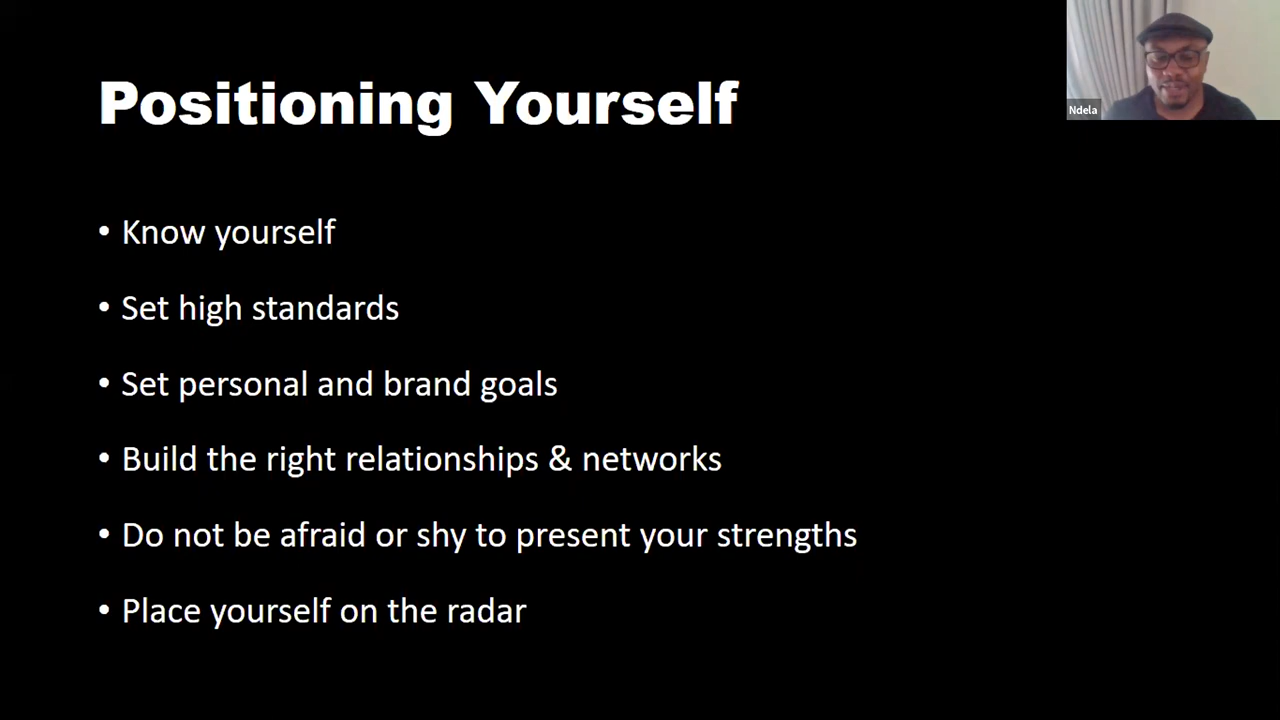 Positioning Yourself
Ndela
• Know yourself
• Set high standards
• Set personal and brand goals
• Build the right relationships & networks
• Do not be afraid or shy to present your strengths
• Place yourself on the radar